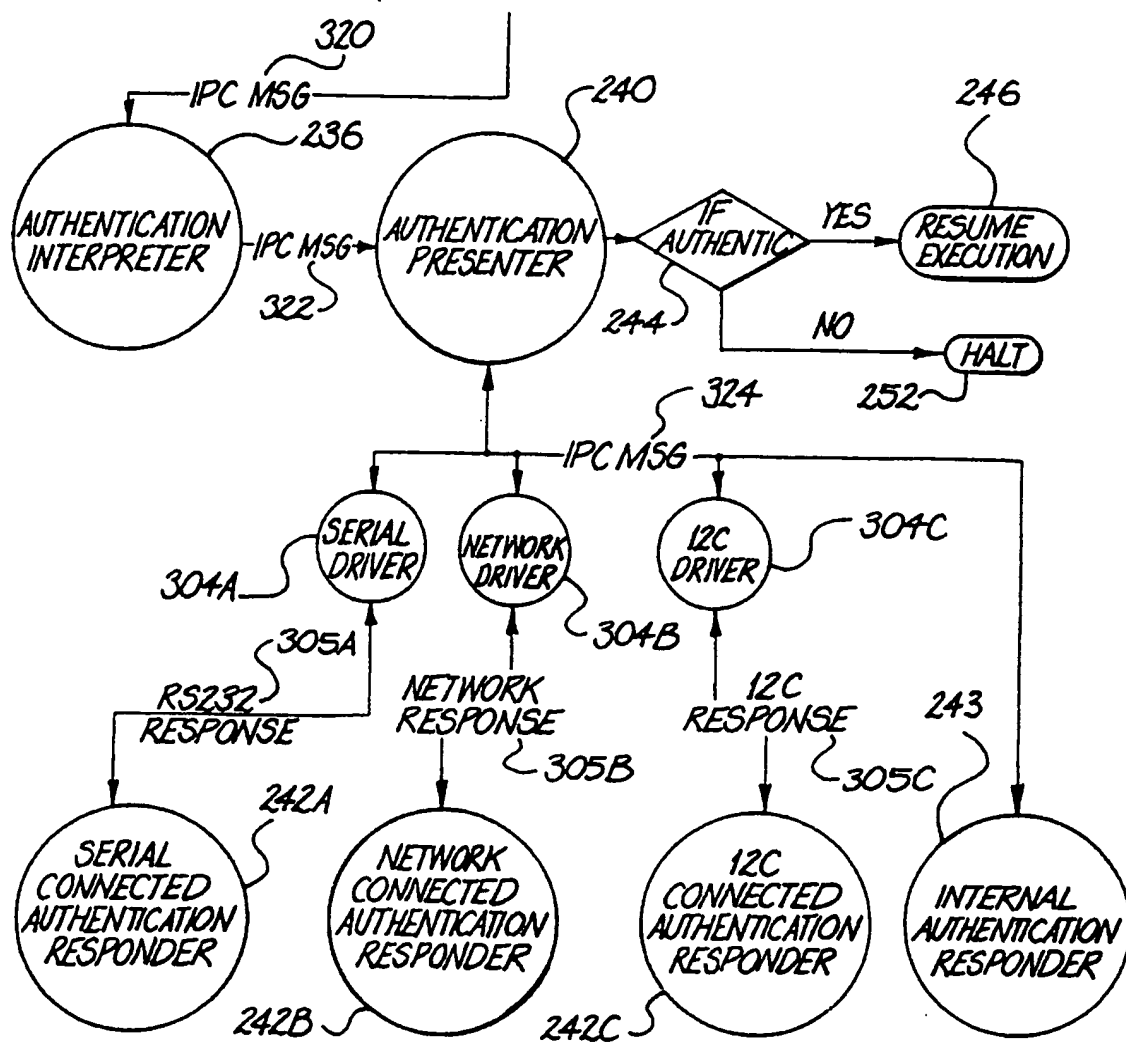 320
IPC MSG
236
240
246
AUTHENTICATION
INTERPRETER
IPC MSG
322
AUTHENTICATION
PRESENTER
IF
AUTHENTIC
244
YES
RESUME
EXECUTION
NO
HALT
252
324
IPC MSG
SERIAL
DRIVER
304A
NETWORK
DRIVER
304B
12C
DRIVER
304C
305A
RS232
RESPONSE
NETWORK
RESPONSE
305B
12C
RESPONSE
305C
243
242A
SERIAL
CONNECTED
AUTHENTICATION
RESPONDER
NETWORK
CONNECTED
AUTHENTICATION
RESPONDER
242B
12C
CONNECTED
AUTHENTICATION
RESPONDER
242C
INTERNAL
AUTHENTICATION
RESPONDER